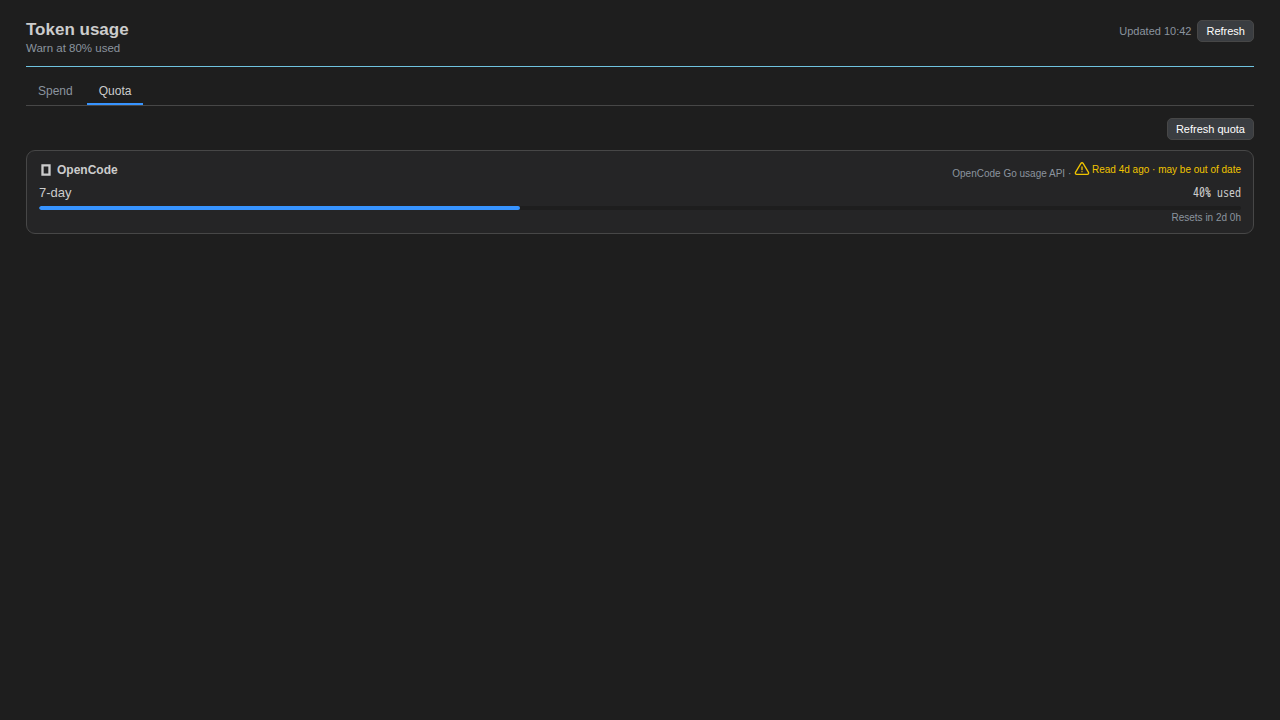 Token usage
Warn at 80% used
Updated 10:42
Refresh
Spend
Quota
Refresh quota
OpenCode
OpenCode Go usage API · Read 4d ago · may be out of date
7-day
40% used
Resets in 2d 0h